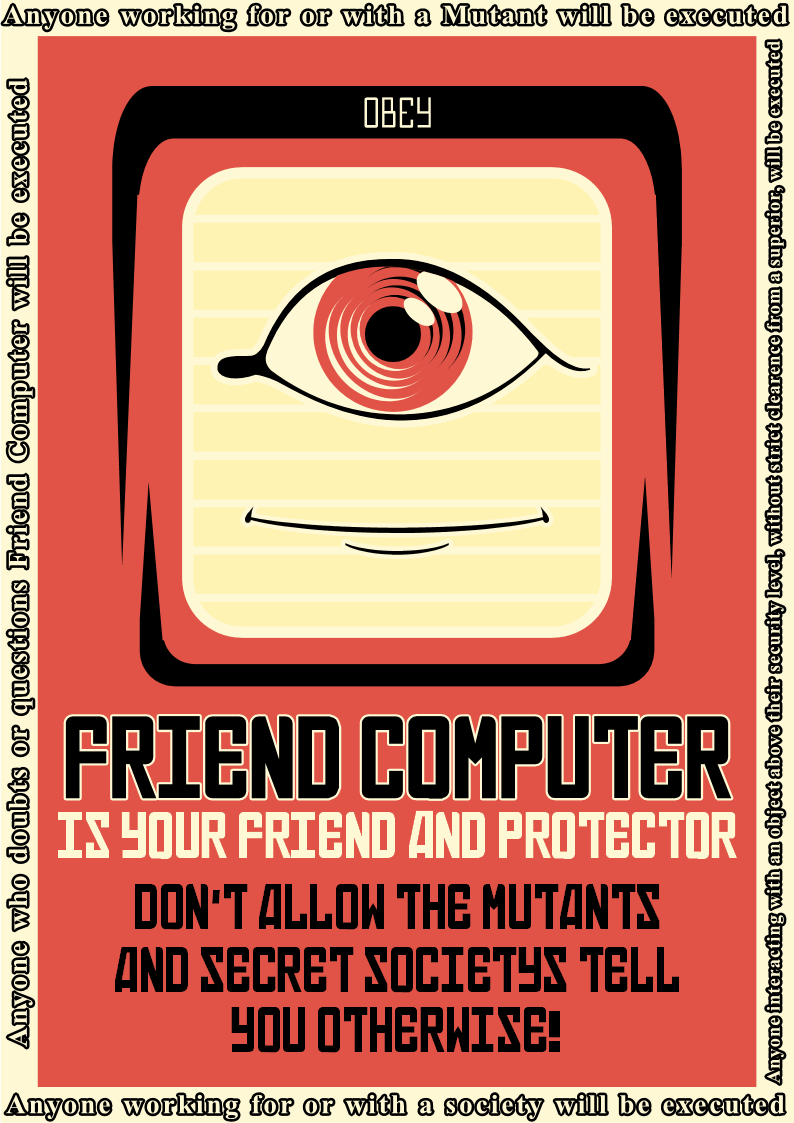 Anyone working for or with a Mutant will be executed
Anyone who doubts or questions Friend Computer will be executed
Anyone interacting with an object above their security level, without strict clearence from a superior, will be executed
OBEY
FRIEND COMPUTER
IS YOUR FRIEND AND PROTECTOR
DON'T ALLOW THE MUTANTS
AND SECRET SOCIETYS TELL
YOU OTHERWISE!
Anyone working for or with a society will be executed